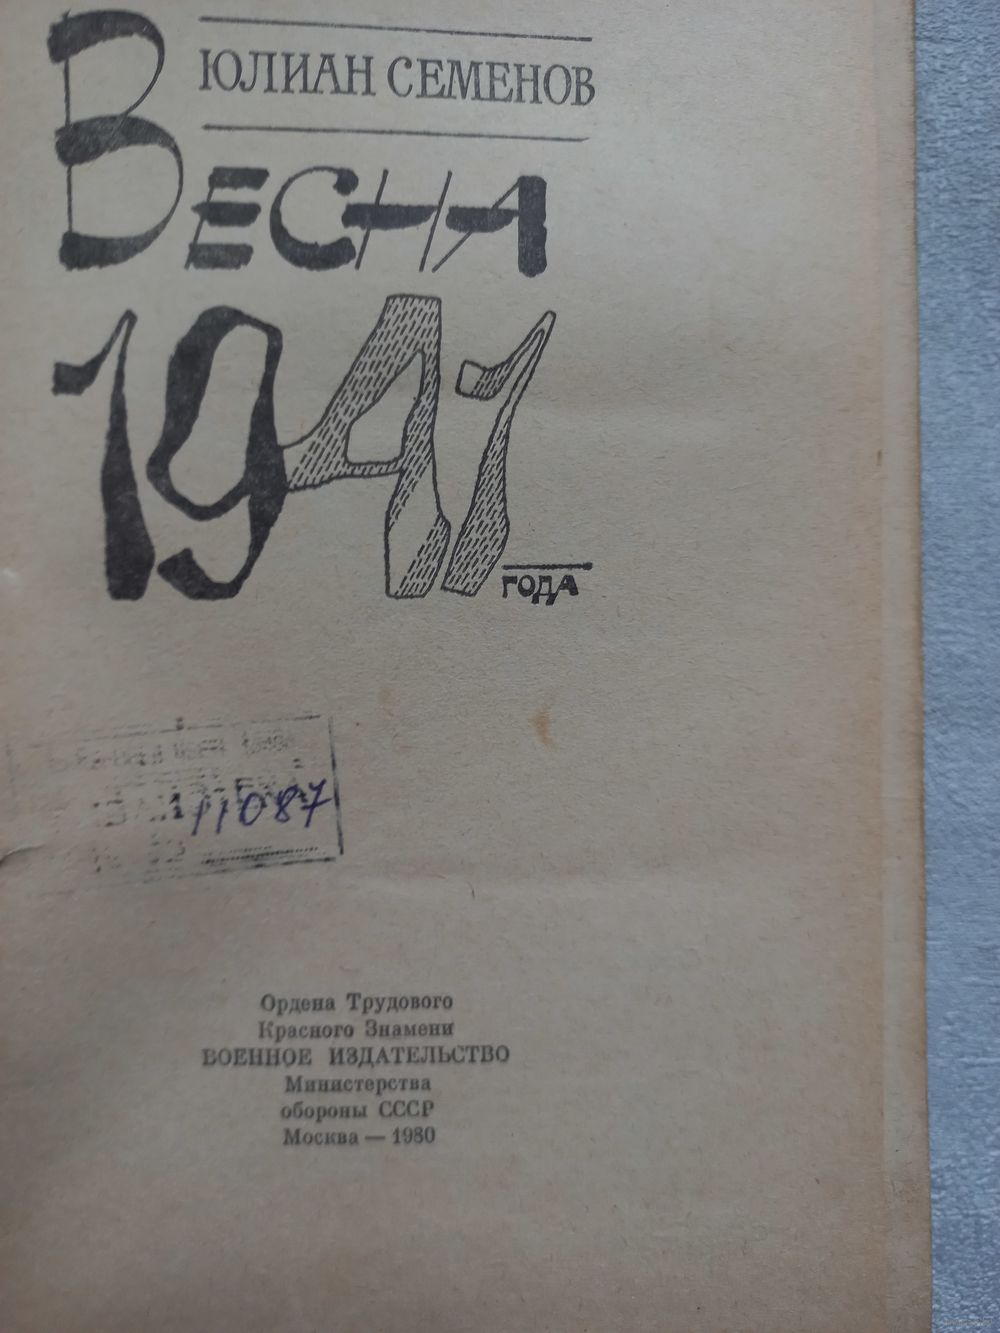 ЮЛИАН СЕМЕНОВ
ВЕСНА
1941
ГОДА
11087
Ордена Трудового
Красного Знамени
ВОЕННОЕ ИЗДАТЕЛЬСТВО
Министерства
обороны СССР
Москва — 1980